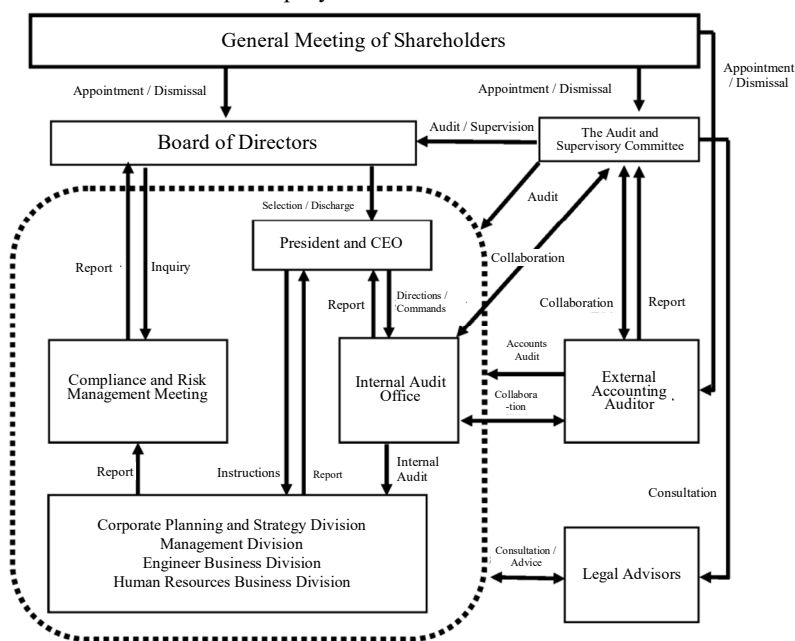 General Meeting of Shareholders
Appointment / Dismissal
Appointment / Dismissal
Appointment
/ Dismissal
Board of Directors
Audit / Supervision
The Audit and
Supervisory Committee
Selection / Discharge
Audit
President and CEO
Collaboration
Report
Inquiry
Report
Directions /
Commands
Collaboration
Report
Compliance and Risk
Management Meeting
Internal Audit
Office
Accounts
Audit
External
Accounting
Auditor
Collabora
-tion
Report
Instructions
Report
Internal
Audit
Consultation
Corporate Planning and Strategy Division
Management Division
Engineer Business Division
Human Resources Business Division
Consultation /
Advice
Legal Advisors